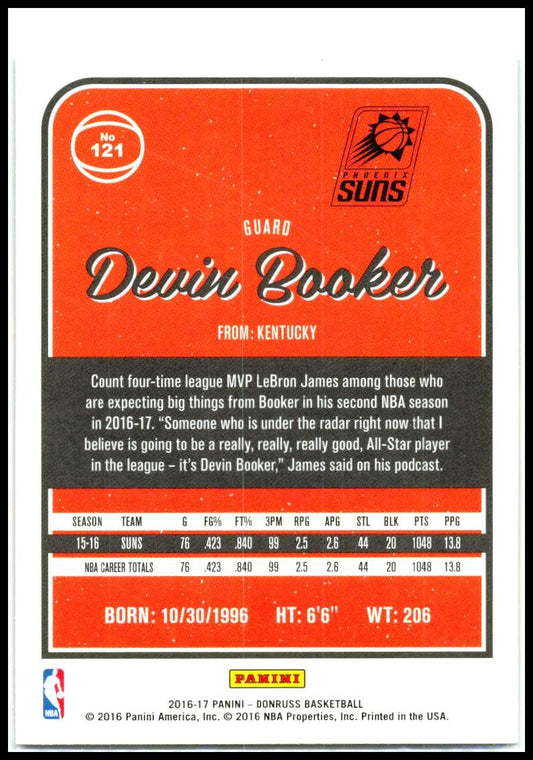 No
121
PHOENIX
SUNS
GUARD
Devin Booker
FROM: KENTUCKY
Count four-time league MVP LeBron James among those who
are expecting big things from Booker in his second NBA season
in 2016-17. “Someone who is under the radar right now that I
believe is going to be a really, really, really good, All-Star player
in the league – it's Devin Booker,” James said on his podcast.
SEASON TEAM G FG% FT% 3PM RPG APG STL BLK PTS PPG
15-16 SUNS 76 .423 .840 99 2.5 2.6 44 20 1048 13.8
NBA CAREER TOTALS 76 .423 .840 99 2.5 2.6 44 20 1048 13.8
BORN: 10/30/1996 HT: 6'6" WT: 206
PANINI
NBA
2016-17 PANINI – DONRUSS BASKETBALL
© 2016 Panini America, Inc. © 2016 NBA Properties, Inc. Printed in the USA.